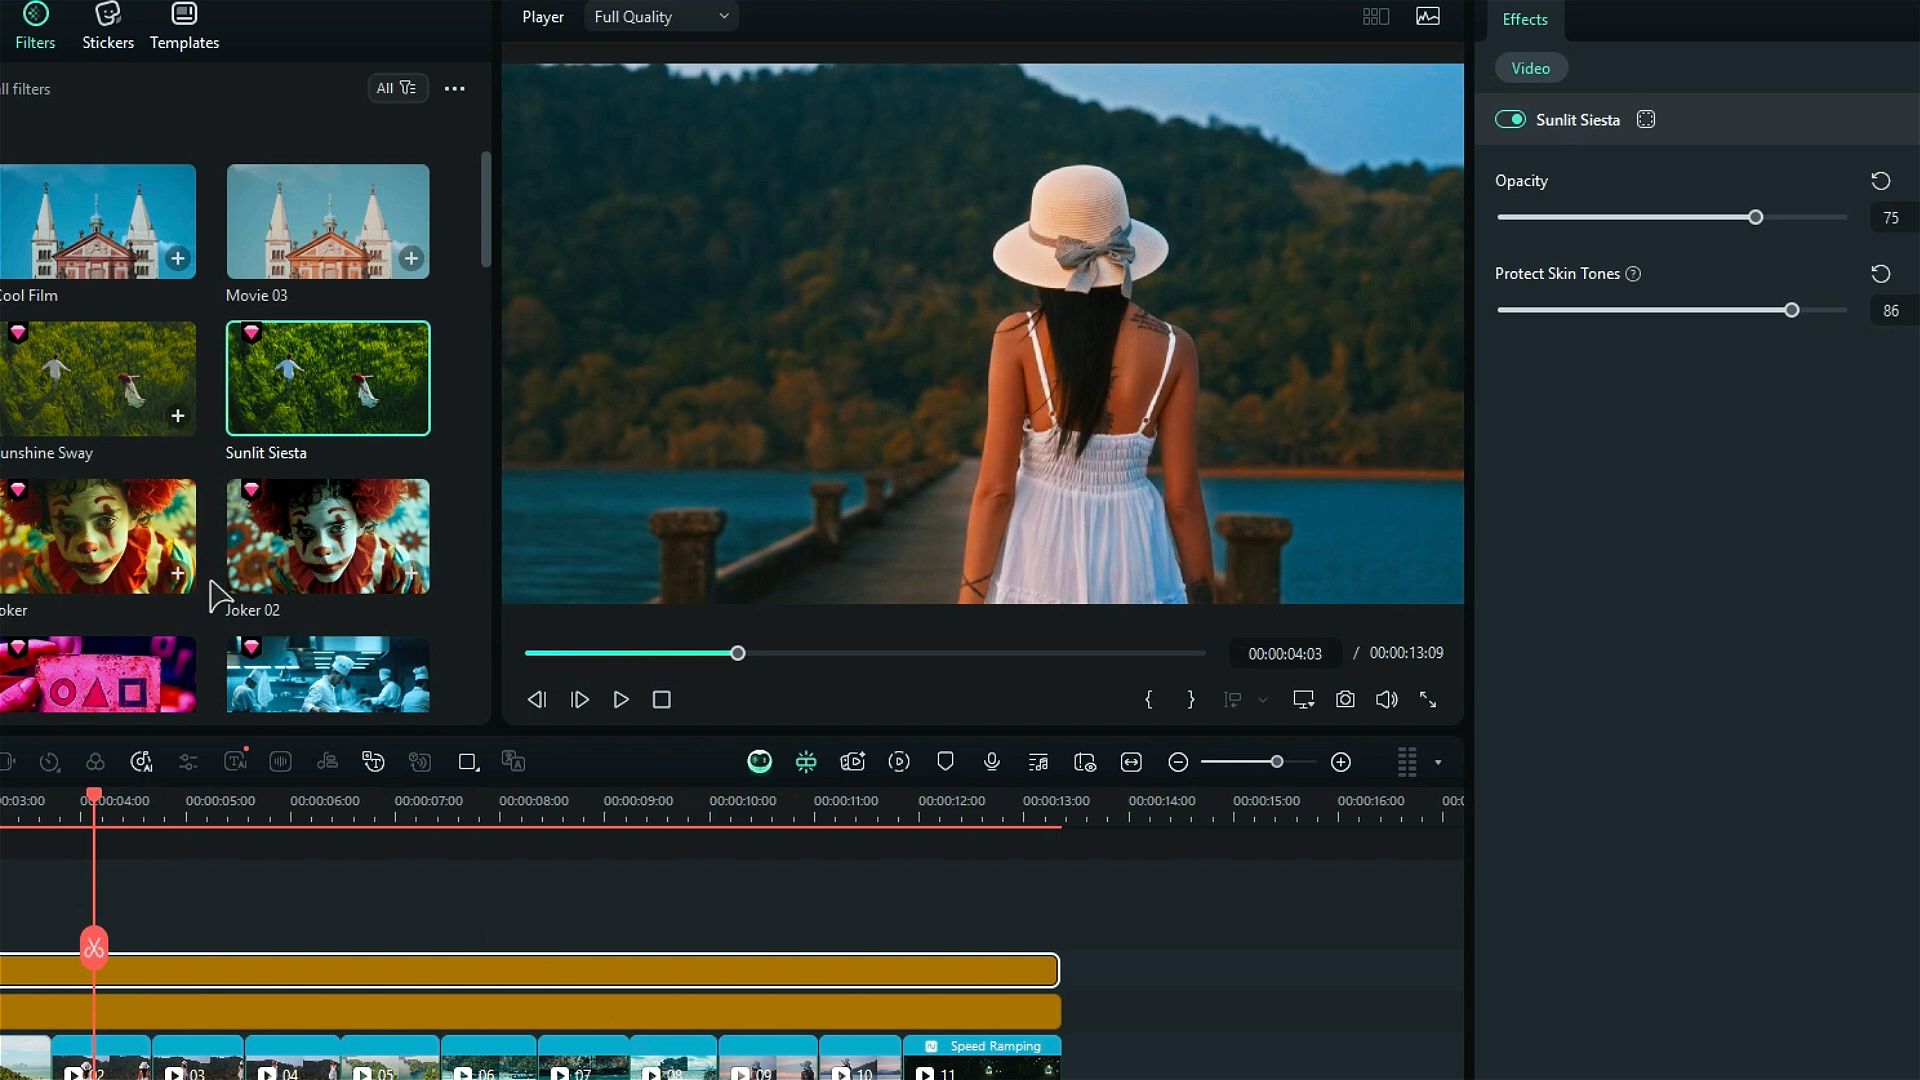 Filters
Stickers
Templates
Player
Full Quality
Effects
Video
ll filters
All
Sunlit Siesta
Opacity
75
Protect Skin Tones
86
Cool Film
Movie 03
unshine Sway
Sunlit Siesta
oker
Joker 02
00:00:04:03 / 00:00:13:09
00:03:00
00:00:04:00
00:00:05:00
00:00:06:00
00:00:07:00
00:00:08:00
00:00:09:00
00:00:10:00
00:00:11:00
00:00:12:00
00:00:13:00
00:00:14:00
00:00:15:00
00:00:16:00
00:0
Speed Ramping
02
03
04
05
06
07
08
09
10
11